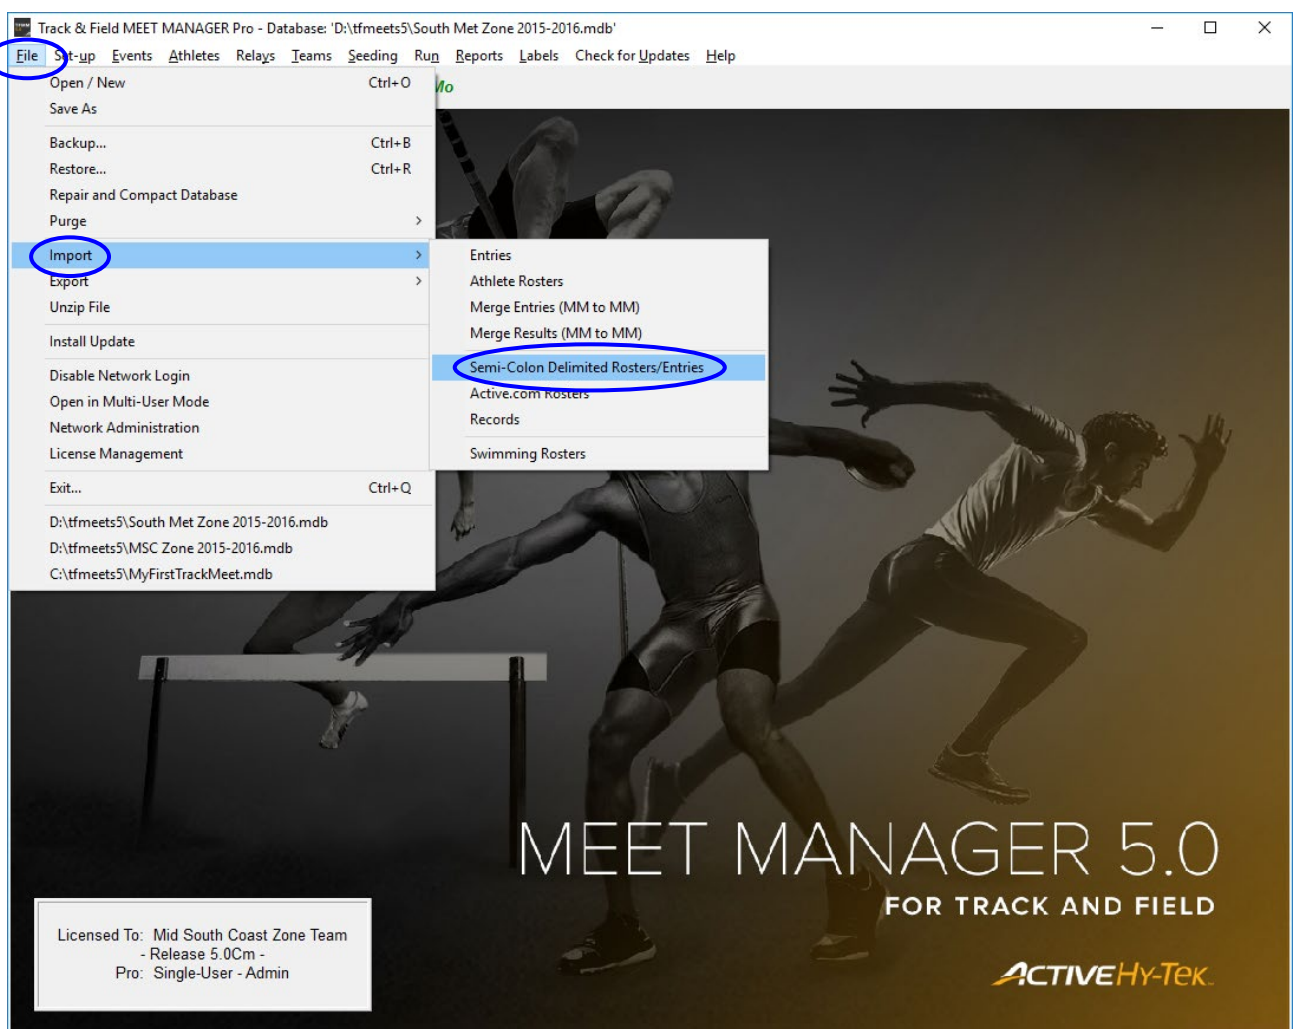 Track & Field MEET MANAGER Pro - Database: 'D:\tfmeets5\South Met Zone 2015-2016.mdb'
File Set-up Events Athletes Relays Teams Seeding Run Reports Labels Check for Updates Help
Open / New Ctrl+O
Save As
Backup... Ctrl+B
Restore... Ctrl+R
Repair and Compact Database
Purge >
Import >
Export >
Unzip File
Install Update
Disable Network Login
Open in Multi-User Mode
Network Administration
License Management
Exit... Ctrl+Q
D:\tfmeets5\South Met Zone 2015-2016.mdb
D:\tfmeets5\MSC Zone 2015-2016.mdb
C:\tfmeets5\MyFirstTrackMeet.mdb
Entries
Athlete Rosters
Merge Entries (MM to MM)
Merge Results (MM to MM)
Semi-Colon Delimited Rosters/Entries
Active.com Rosters
Records
Swimming Rosters
MEET MANAGER 5.0
FOR TRACK AND FIELD
ACTIVE HY-TEK
Licensed To: Mid South Coast Zone Team
- Release 5.0Cm -
Pro: Single-User - Admin